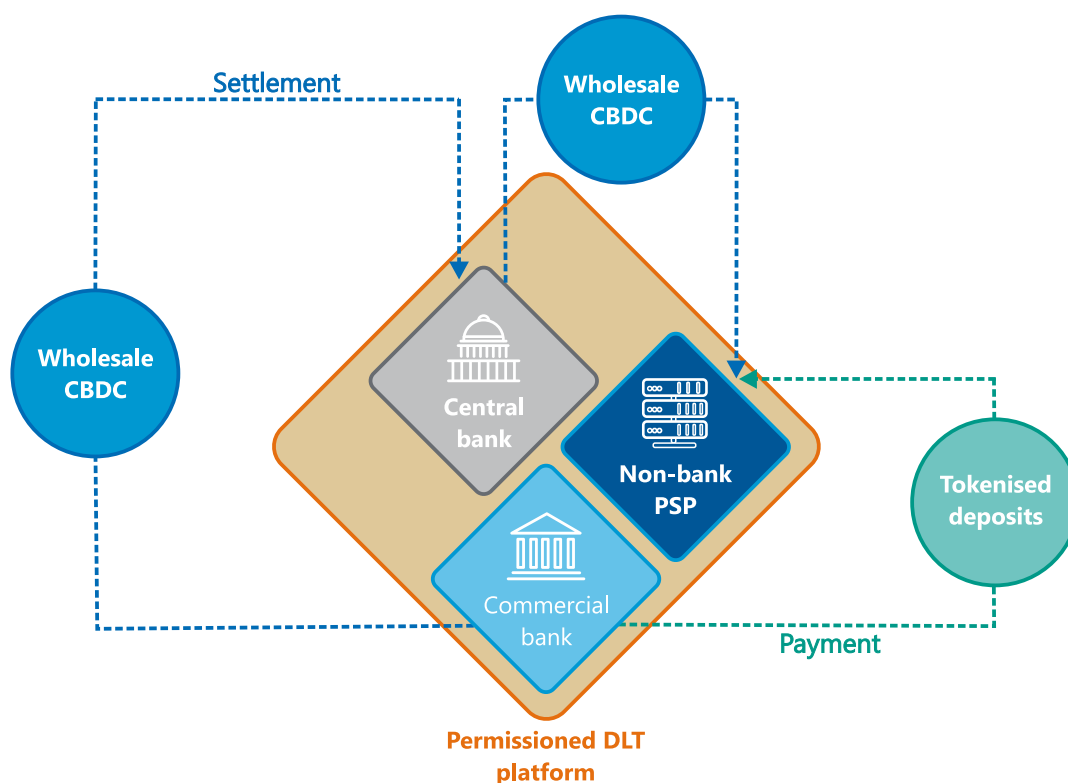 Settlement
Wholesale
CBDC
Wholesale
CBDC
Central
bank
Non-bank
PSP
Tokenised
deposits
Commercial
bank
Payment
Permissioned DLT
platform